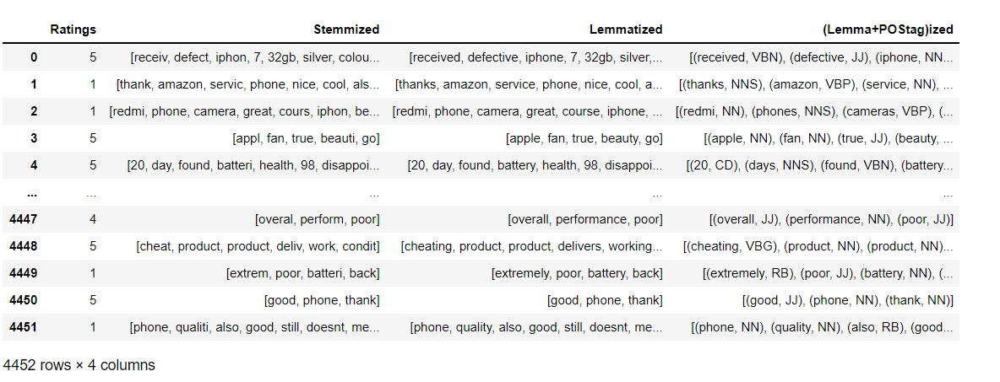 Ratings Stemmized Lemmatized (Lemma+POStag)ized
0 5 [receiv, defect, iphon, 7, 32gb, silver, colou... [received, defective, iphone, 7, 32gb, silver,... [(received, VBN), (defective, JJ), (iphone, NN...
1 1 [thank, amazon, servic, phone, nice, cool, als... [thanks, amazon, service, phone, nice, cool, a... [(thanks, NNS), (amazon, VBP), (service, NN), ...
2 1 [redmi, phone, camera, great, cours, iphon, be... [redmi, phone, camera, great, course, iphone, ... [(redmi, NN), (phones, NNS), (cameras, VBP), (...
3 5 [appl, fan, true, beauti, go] [apple, fan, true, beauty, go] [(apple, NN), (fan, NN), (true, JJ), (beauty, ...
4 5 [20, day, found, batteri, health, 98, disappoi... [20, day, found, battery, health, 98, disappoi... [(20, CD), (days, NNS), (found, VBN), (battery...
... ... ... ... ...
4447 4 [overal, perform, poor] [overall, performance, poor] [(overall, JJ), (performance, NN), (poor, JJ)]
4448 5 [cheat, product, product, deliv, work, condit] [cheating, product, product, delivers, working... [(cheating, VBG), (product, NN), (product, NN)...
4449 1 [extrem, poor, batteri, back] [extremely, poor, battery, back] [(extremely, RB), (poor, JJ), (battery, NN), (...
4450 5 [good, phone, thank] [good, phone, thank] [(good, JJ), (phone, NN), (thank, NN)]
4451 1 [phone, qualiti, also, good, still, doesnt, me... [phone, quality, also, good, still, doesnt, me... [(phone, NN), (quality, NN), (also, RB), (good...
4452 rows × 4 columns